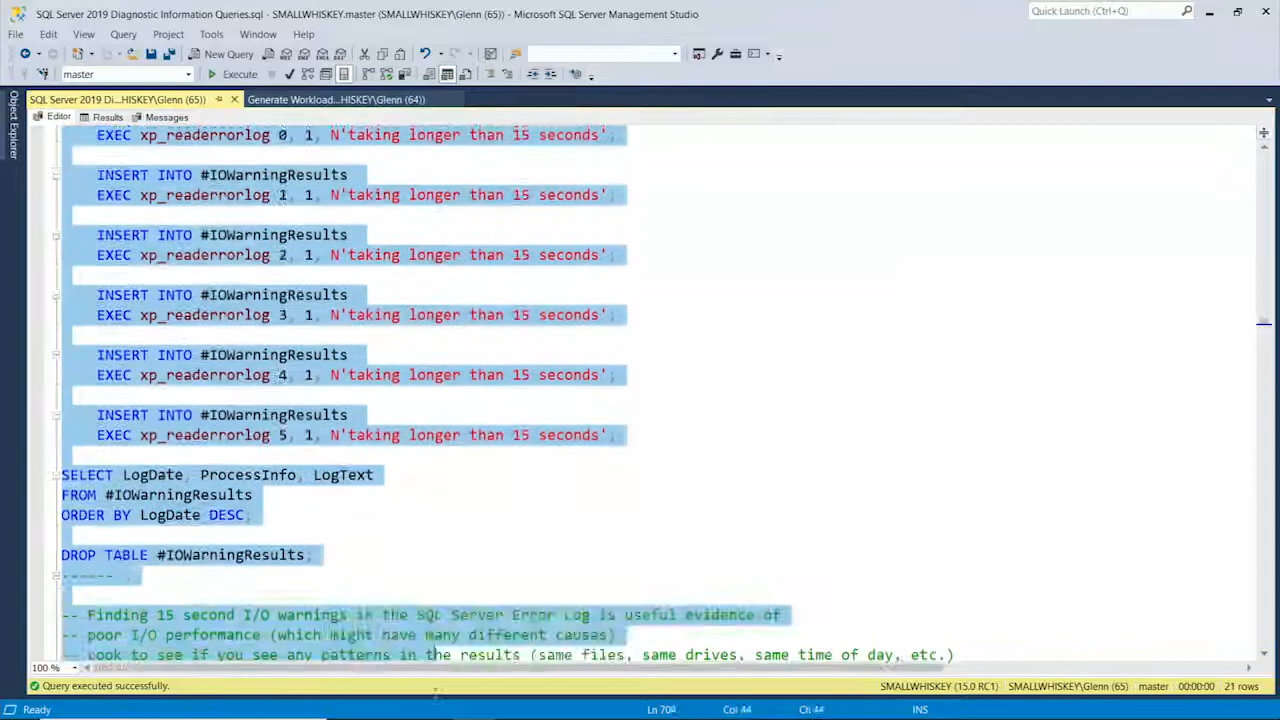 SQL Server 2019 Diagnostic Information Queries.sql - SMALLWHISKEY.master (SMALLWHISKEY\Glenn (65)) - Microsoft SQL Server Management Studio
Quick Launch (Ctrl+Q)
File Edit View Query Project Tools Window Help
New Query
master
Execute
SQL Server 2019 Di...HISKEY\Glenn (65))
Generate Workload...HISKEY\Glenn (64))
Object Explorer
Editor Results Messages
EXEC xp_readerrorlog 0, 1, N'taking longer than 15 seconds';
INSERT INTO #IOWarningResults
EXEC xp_readerrorlog 1, 1, N'taking longer than 15 seconds';
INSERT INTO #IOWarningResults
EXEC xp_readerrorlog 2, 1, N'taking longer than 15 seconds';
INSERT INTO #IOWarningResults
EXEC xp_readerrorlog 3, 1, N'taking longer than 15 seconds';
INSERT INTO #IOWarningResults
EXEC xp_readerrorlog 4, 1, N'taking longer than 15 seconds';
INSERT INTO #IOWarningResults
EXEC xp_readerrorlog 5, 1, N'taking longer than 15 seconds';
SELECT LogDate, ProcessInfo, LogText
FROM #IOWarningResults
ORDER BY LogDate DESC;
DROP TABLE #IOWarningResults;
------
-- Finding 15 second I/O warnings in the SQL Server Error Log is useful evidence of
-- poor I/O performance (which might have many different causes)
-- Look to see if you see any patterns in the results (same files, same drives, same time of day, etc.)
100 %
Query executed successfully.
SMALLWHISKEY (15.0 RC1) SMALLWHISKEY\Glenn (65) master 00:00:00 21 rows
Ready
Col 44
INS